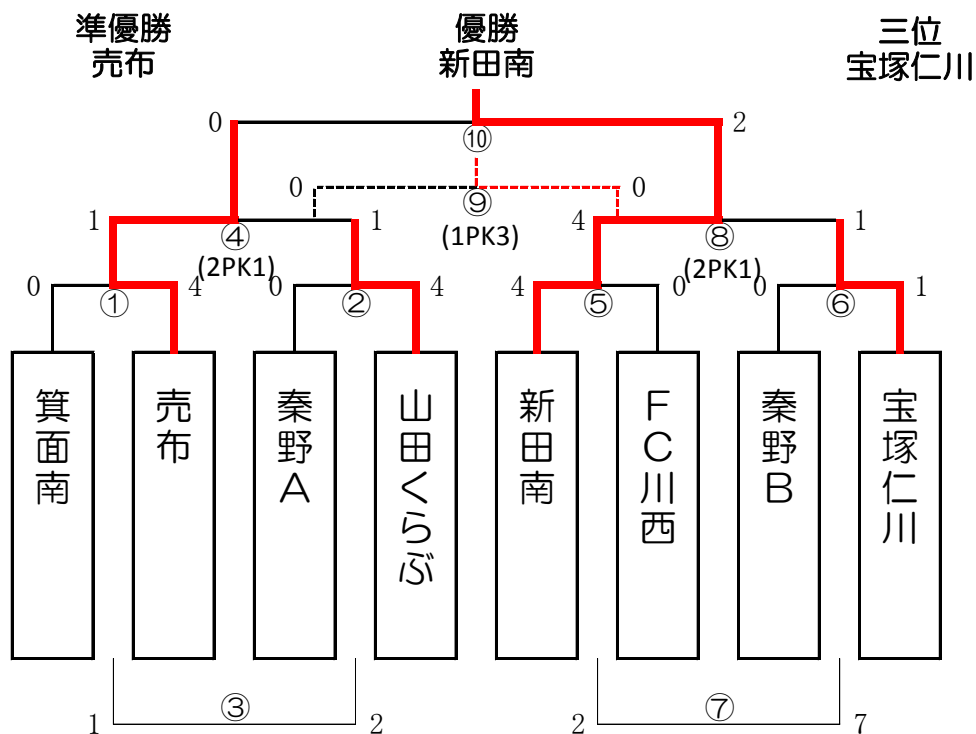 準優勝
売布
優勝
新田南
三位
宝塚仁川
0
⑩
2
0
⑨
0
(1PK3)
1
④
1
(2PK1)
4
⑧
1
(2PK1)
0
①
4
0
②
4
4
⑤
0
0
⑥
1
箕面南
売布
秦野A
山田くらぶ
新田南
FC川西
秦野B
宝塚仁川
1
③
2
2
⑦
7